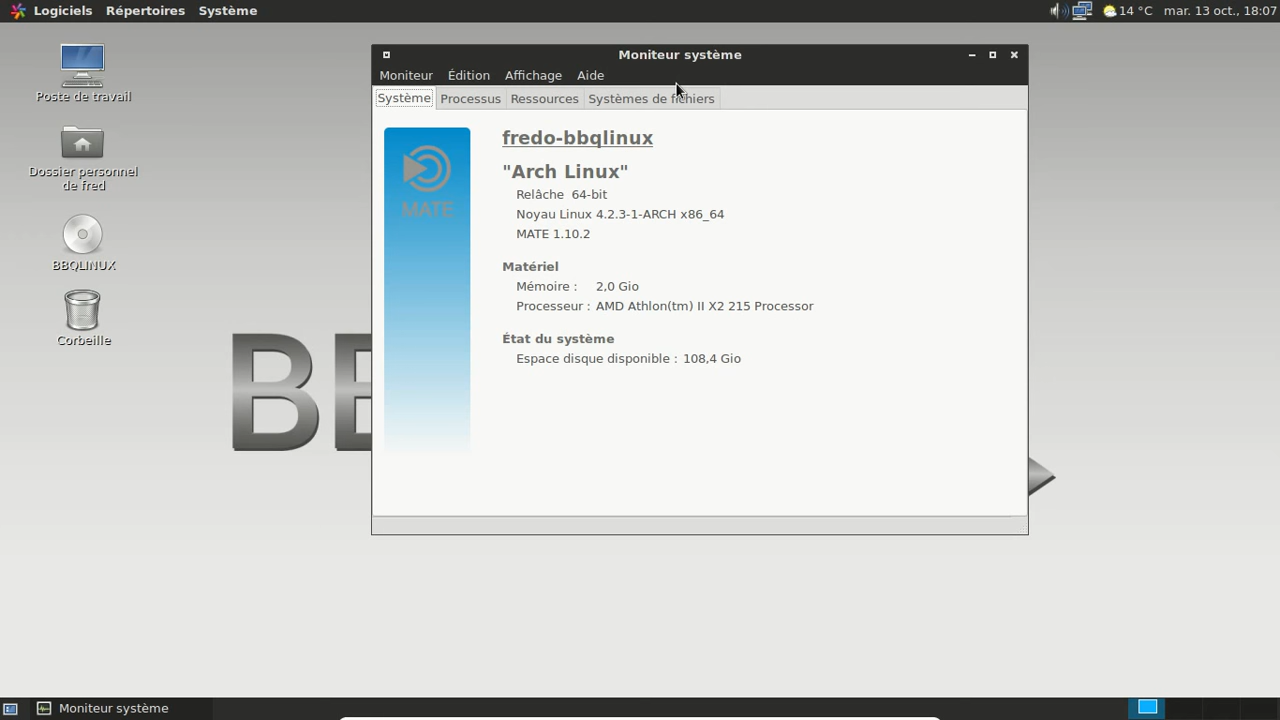 Logiciels Répertoires Système
14 °C mar. 13 oct., 18:07
Poste de travail
Dossier personnel
de fred
BBQLINUX
Corbeille
Moniteur système
Moniteur Édition Affichage Aide
Système Processus Ressources Systèmes de fichiers
MATE
fredo-bbqlinux
"Arch Linux"
Relâche 64-bit
Noyau Linux 4.2.3-1-ARCH x86_64
MATE 1.10.2
Matériel
Mémoire : 2,0 Gio
Processeur : AMD Athlon(tm) II X2 215 Processor
État du système
Espace disque disponible : 108,4 Gio
Moniteur système